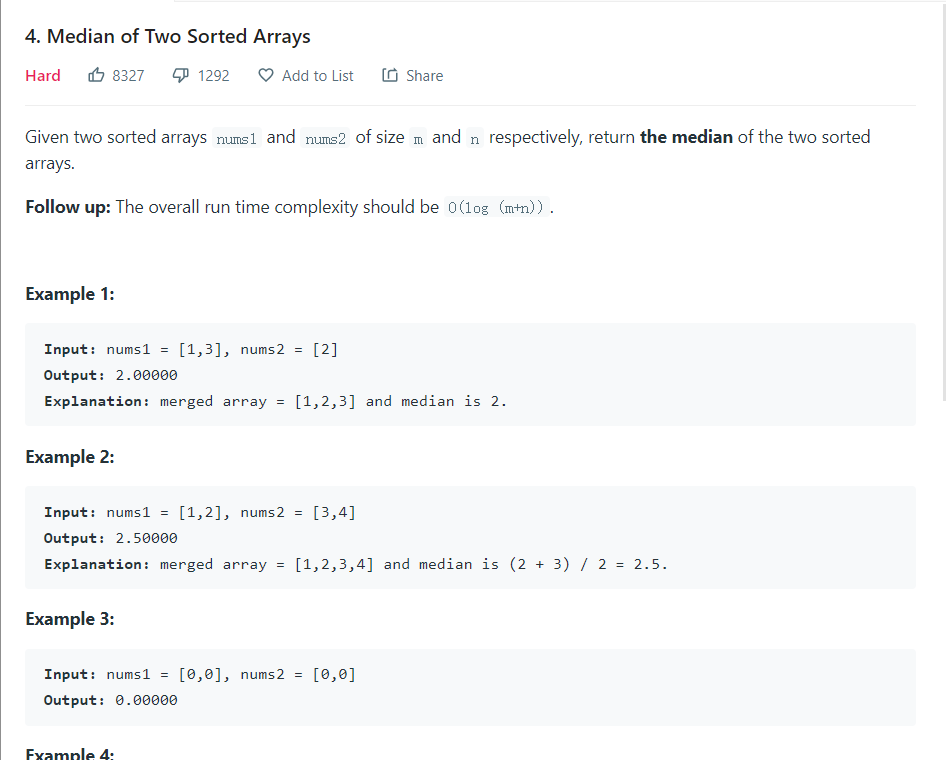 4. Median of Two Sorted Arrays
Hard 8327 1292 Add to List Share
Given two sorted arrays nums1 and nums2 of size m and n respectively, return the median of the two sorted
arrays.
Follow up: The overall run time complexity should be O(log (m+n)).
Example 1:
Input: nums1 = [1,3], nums2 = [2]
Output: 2.00000
Explanation: merged array = [1,2,3] and median is 2.
Example 2:
Input: nums1 = [1,2], nums2 = [3,4]
Output: 2.50000
Explanation: merged array = [1,2,3,4] and median is (2 + 3) / 2 = 2.5.
Example 3:
Input: nums1 = [0,0], nums2 = [0,0]
Output: 0.00000
Example 4: